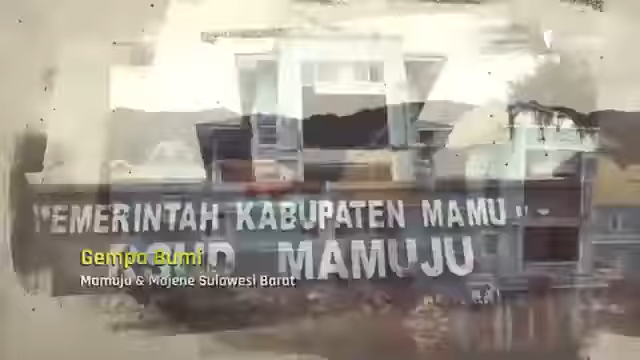 PEMERINTAH KABUPATEN MAMU
RSUD MAMUJU
Gempa Bumi
Mamuju & Majene Sulawesi Barat